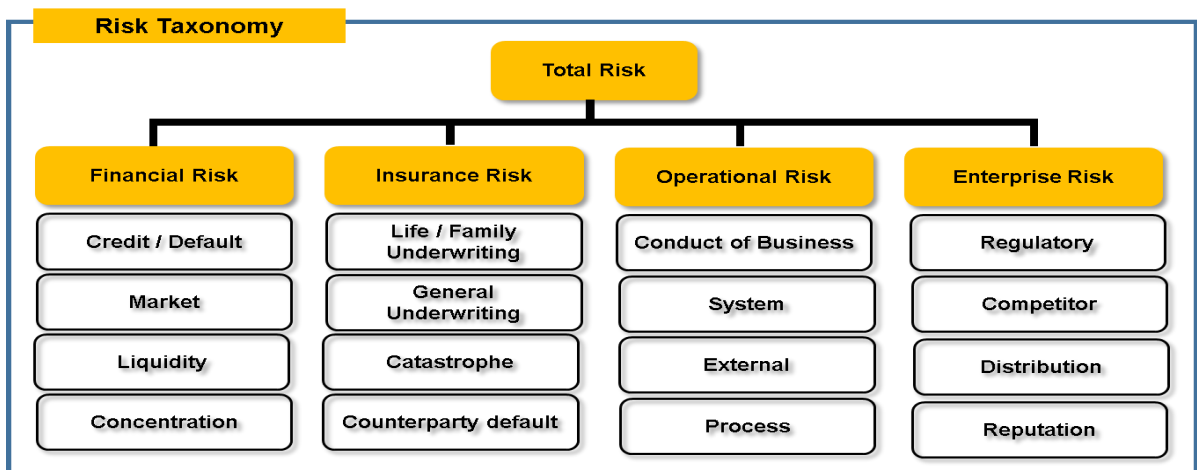 Risk Taxonomy
Total Risk
Financial Risk
Insurance Risk
Operational Risk
Enterprise Risk
Credit / Default
Market
Liquidity
Concentration
Life / Family
Underwriting
General
Underwriting
Catastrophe
Counterparty default
Conduct of Business
System
External
Process
Regulatory
Competitor
Distribution
Reputation